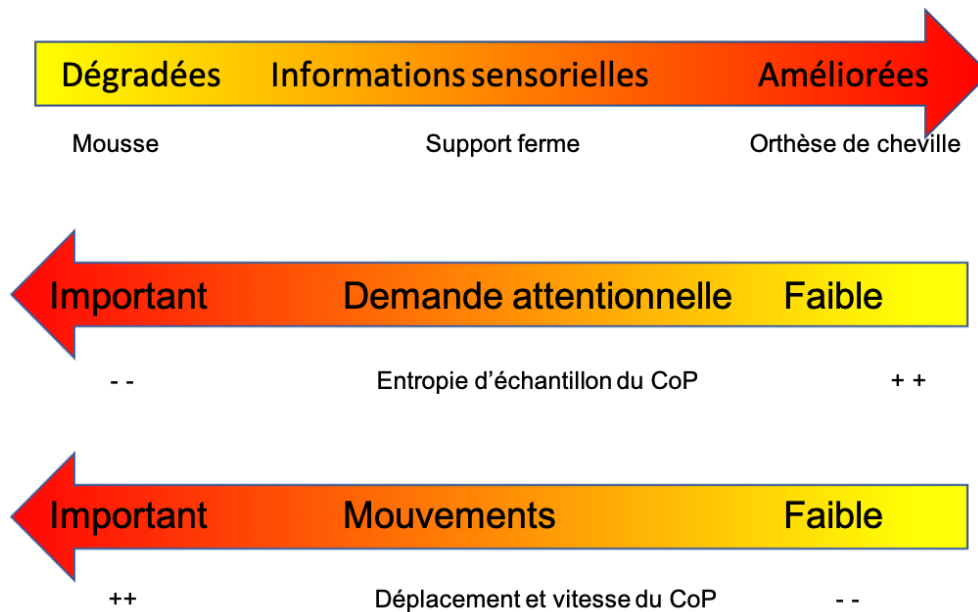 Dégradées Informations sensorielles Améliorées
Mousse Support ferme Orthèse de cheville
Important Demande attentionnelle Faible
- - Entropie d'échantillon du CoP + +
Important Mouvements Faible
++ Déplacement et vitesse du CoP - -